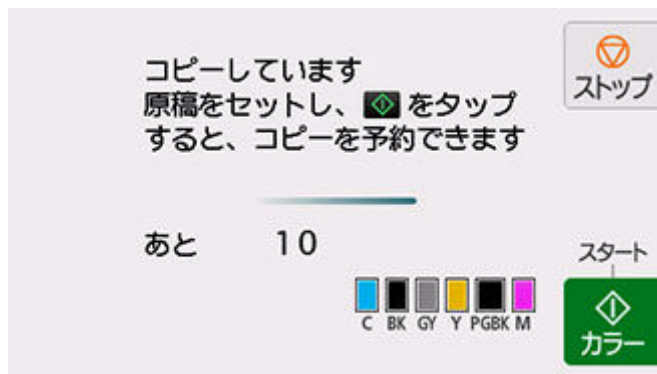 コピーしています
原稿をセットし、をタップ
すると、コピーを予約できます
あと 10
C BK GY Y PGBK M
ストップ
スタート
カラー